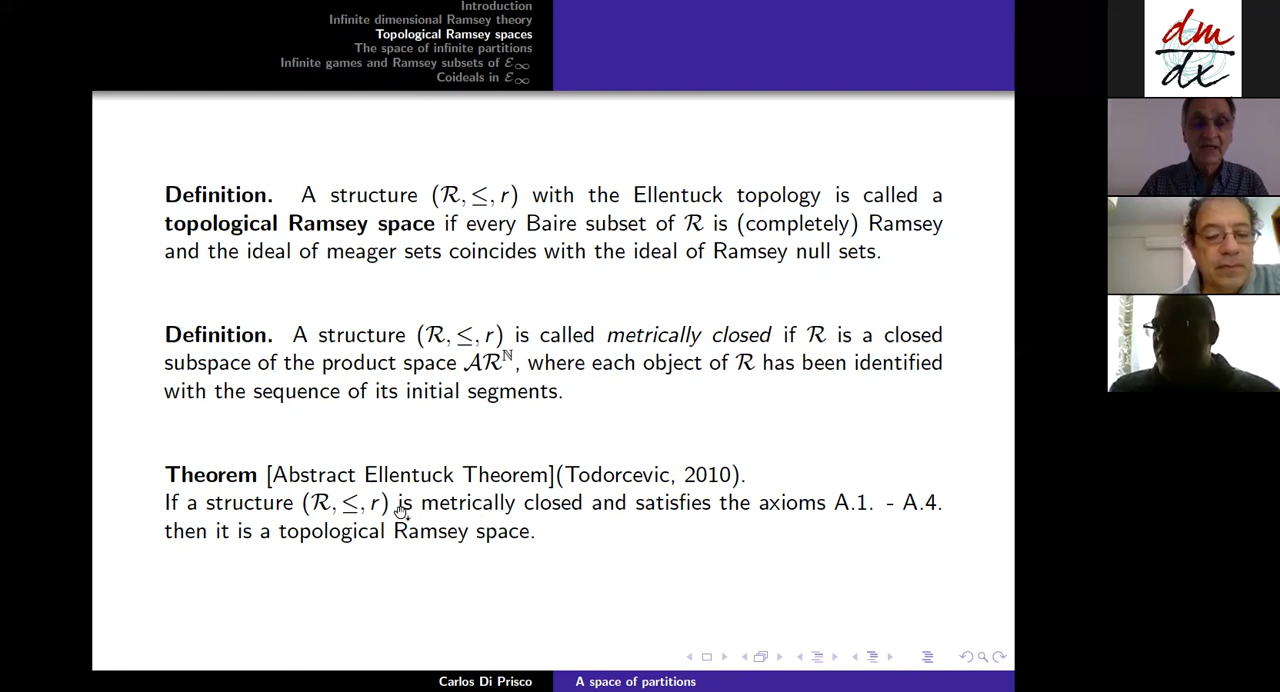 Introduction
Infinite dimensional Ramsey theory
Topological Ramsey spaces
The space of infinite partitions
Infinite games and Ramsey subsets of ℰ∞
Coideals in ℰ∞
Definition. A structure (ℛ, ≤, r) with the Ellentuck topology is called a
topological Ramsey space if every Baire subset of ℛ is (completely) Ramsey
and the ideal of meager sets coincides with the ideal of Ramsey null sets.
Definition. A structure (ℛ, ≤, r) is called metrically closed if ℛ is a closed
subspace of the product space 𝒜ℛ^ℕ, where each object of ℛ has been identified
with the sequence of its initial segments.
Theorem [Abstract Ellentuck Theorem](Todorcevic, 2010).
If a structure (ℛ, ≤, r) is metrically closed and satisfies the axioms A.1. - A.4.
then it is a topological Ramsey space.
Carlos Di Prisco A space of partitions
dm
dx